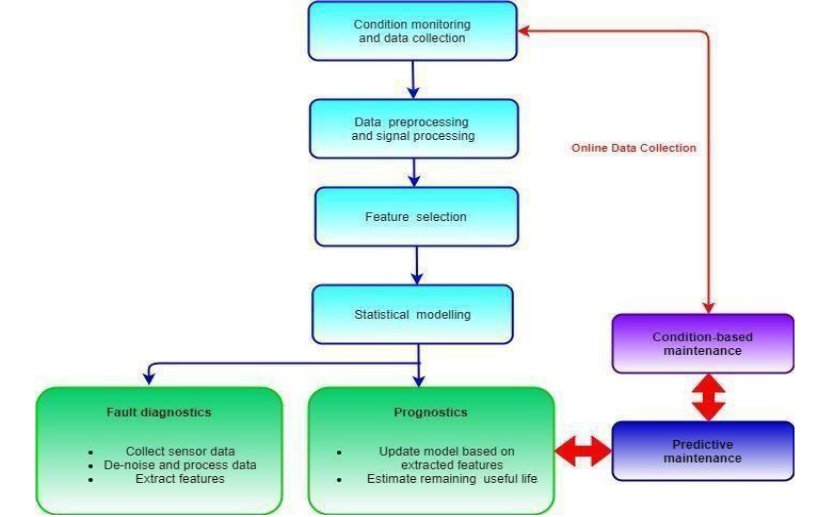 Condition monitoring
and data collection
Data preprocessing
and signal processing
Online Data Collection
Feature selection
Statistical modelling
Condition-based
maintenance
Fault diagnostics
• Collect sensor data
• De-noise and process data
• Extract features
Prognostics
• Update model based on
extracted features
• Estimate remaining useful life
Predictive
maintenance